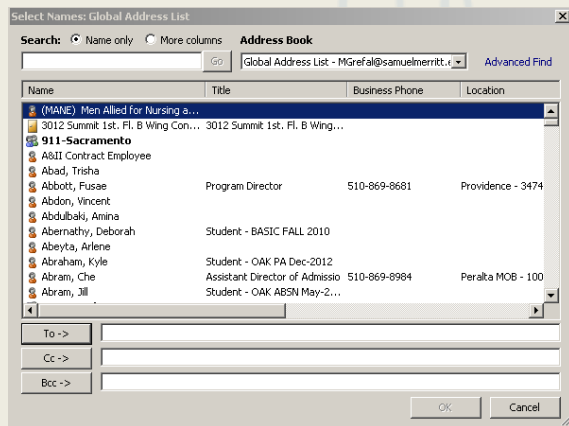 Select Names: Global Address List
Search: Name only More columns Address Book
Go Global Address List - MGrefal@samuelmerritt.e Advanced Find
Name Title Business Phone Location
(MANE) Men Allied for Nursing a...
3012 Summit 1st. Fl. B Wing Con... 3012 Summit 1st. Fl. B Wing...
911-Sacramento
A&II Contract Employee
Abad, Trisha
Abbott, Fusae Program Director 510-869-8681 Providence - 3474
Abdon, Vincent
Abdulbaki, Amina
Abernathy, Deborah Student - BASIC FALL 2010
Abeyta, Arlene
Abraham, Kyle Student - OAK PA Dec-2012
Abram, Che Assistant Director of Admissio 510-869-8984 Peralta MOB - 100
Abram, Jill Student - OAK ABSN May-2...
To ->
Cc ->
Bcc ->
OK Cancel